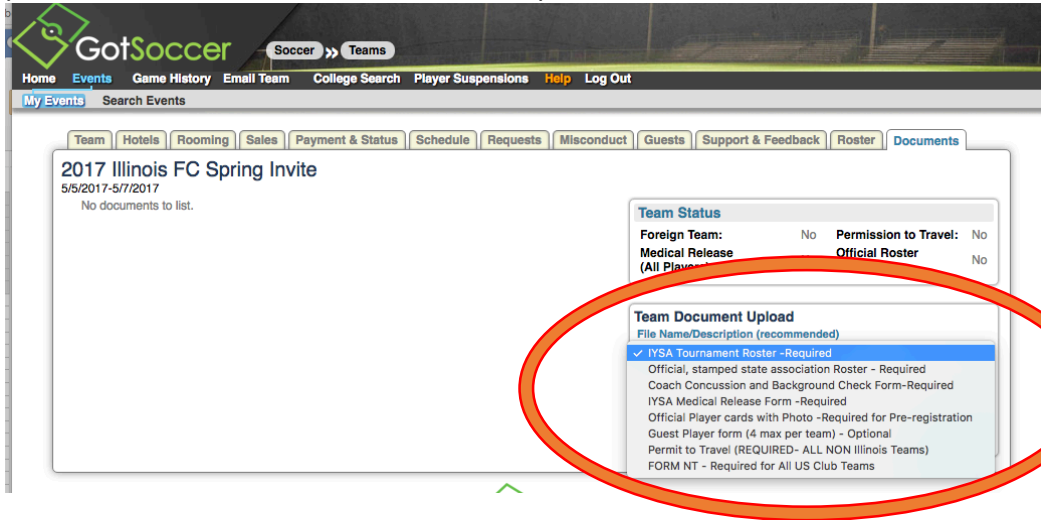 GotSoccer
Soccer » Teams
Home Events Game History Email Team College Search Player Suspensions Help Log Out
My Events Search Events
Team Hotels Rooming Sales Payment & Status Schedule Requests Misconduct Guests Support & Feedback Roster Documents
2017 Illinois FC Spring Invite
5/5/2017-5/7/2017
No documents to list.
Team Status
Foreign Team: No Permission to Travel: No
Medical Release Official Roster
(All No
Team Document Upload
File Name/Description (recommended)
✓ IYSA Tournament Roster -Required
Official, stamped state association Roster - Required
Coach Concussion and Background Check Form-Required
IYSA Medical Release Form -Required
Official Player cards with Photo -Required for Pre-registration
Guest Player form (4 max per team) - Optional
Permit to Travel (REQUIRED- ALL NON Illinois Teams)
FORM NT - Required for All US Club Teams